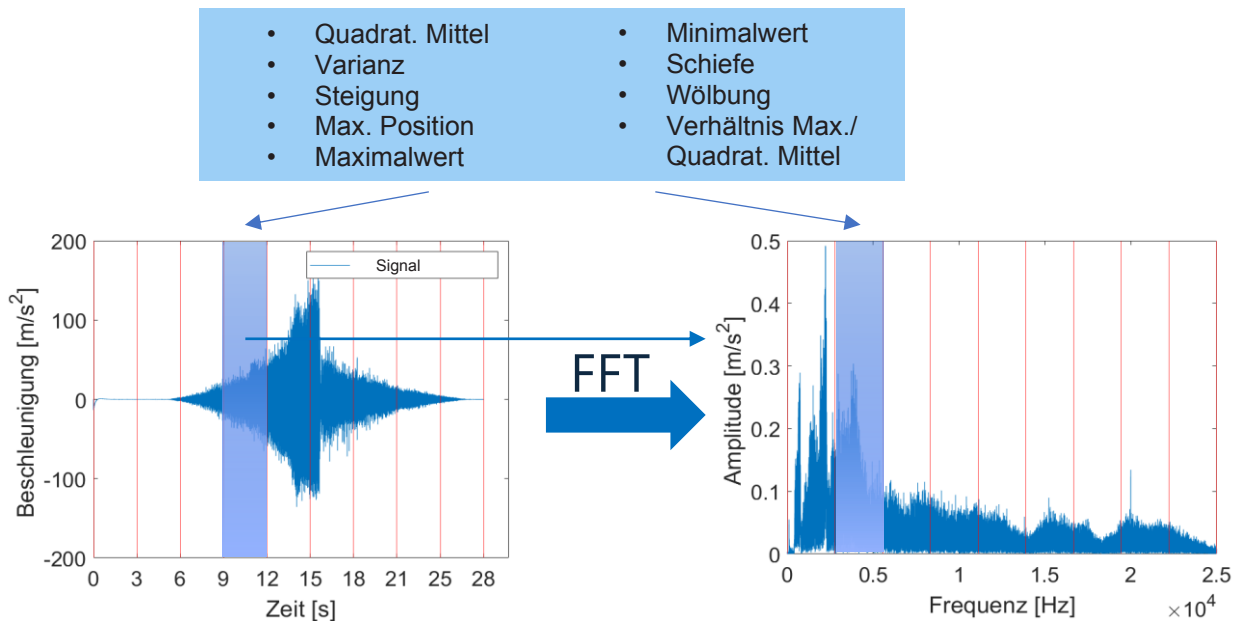 • Quadrat. Mittel
• Varianz
• Steigung
• Max. Position
• Maximalwert
• Minimalwert
• Schiefe
• Wölbung
• Verhältnis Max./
Quadrat. Mittel
200
100
0
-100
-200
Beschleunigung [m/s²]
Signal
0 3 6 9 12 15 18 21 25 28
Zeit [s]
FFT
0.5
0.4
0.3
0.2
0.1
0
Amplitude [m/s²]
0 0.5 1 1.5 2 2.5
Frequenz [Hz]
×10⁴